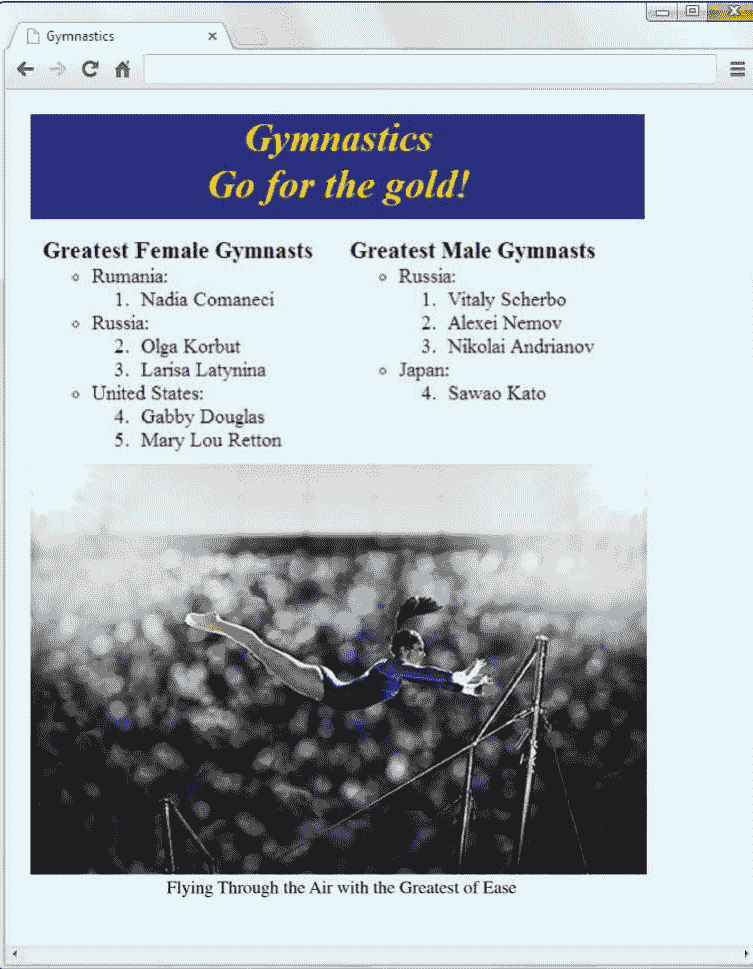 Gymnastics
Gymnastics
Go for the gold!
Greatest Female Gymnasts
Rumania:
1. Nadia Comaneci
Russia:
2. Olga Korbut
3. Larisa Latynina
United States:
4. Gabby Douglas
5. Mary Lou Retton
Greatest Male Gymnasts
Russia:
1. Vitaly Scherbo
2. Alexei Nemov
3. Nikolai Andrianov
Japan:
4. Sawao Kato
Flying Through the Air with the Greatest of Ease